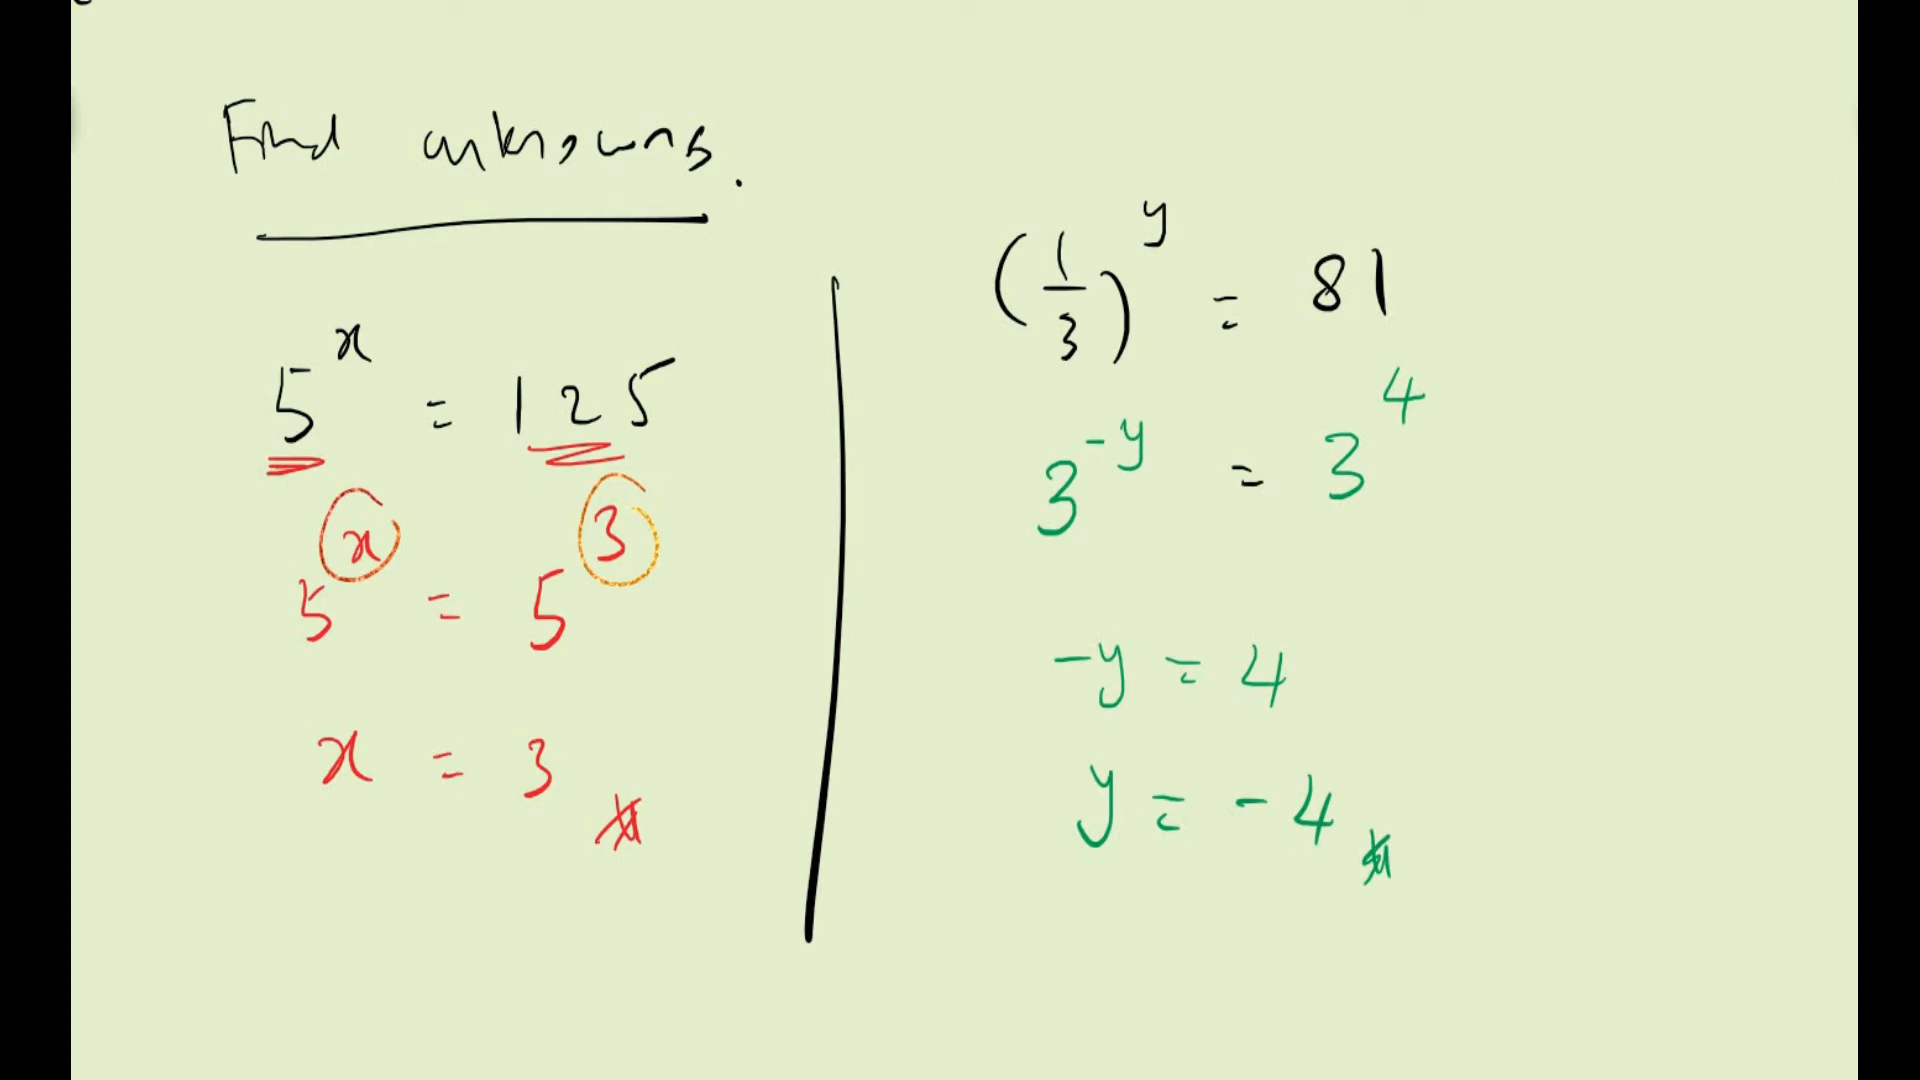 Find unknowns.
5^x = 125
5^x = 5^3
x = 3
(1/3)^y = 81
3^-y = 3^4
-y = 4
y = -4